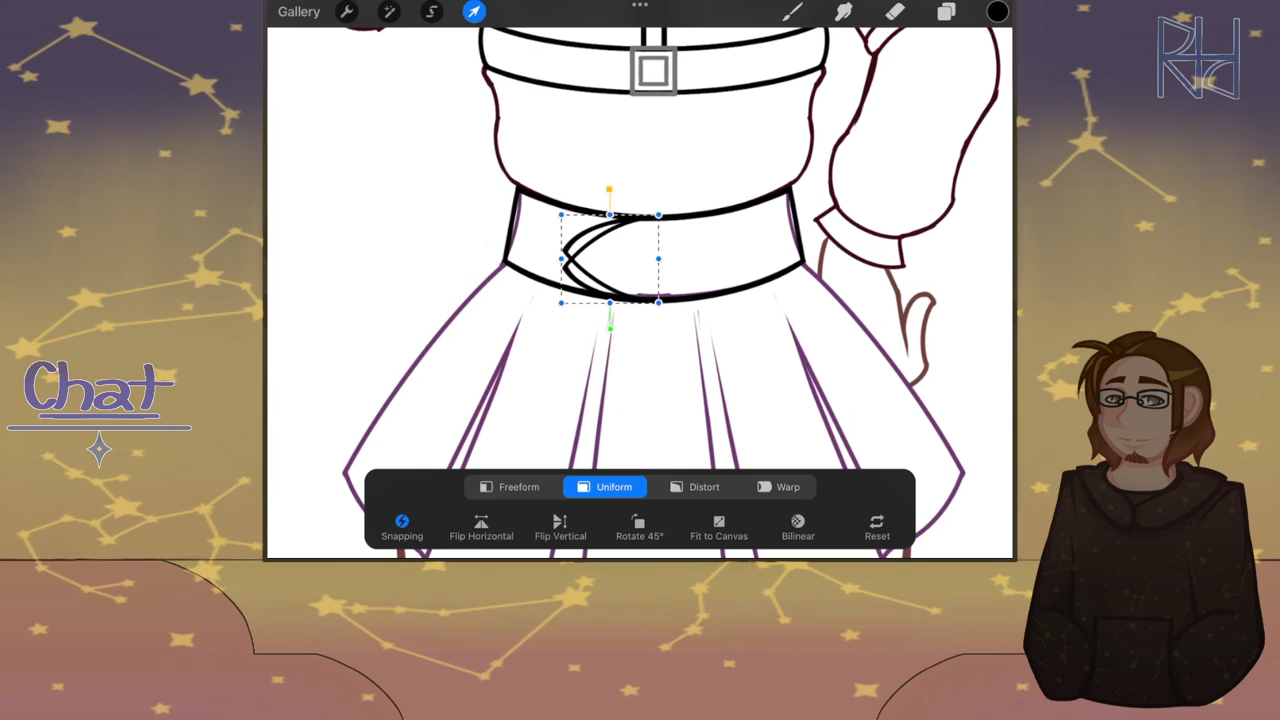 Gallery
Chat
Freeform Uniform Distort Warp
Snapping Flip Horizontal Flip Vertical Rotate 45° Fit to Canvas Bilinear Reset